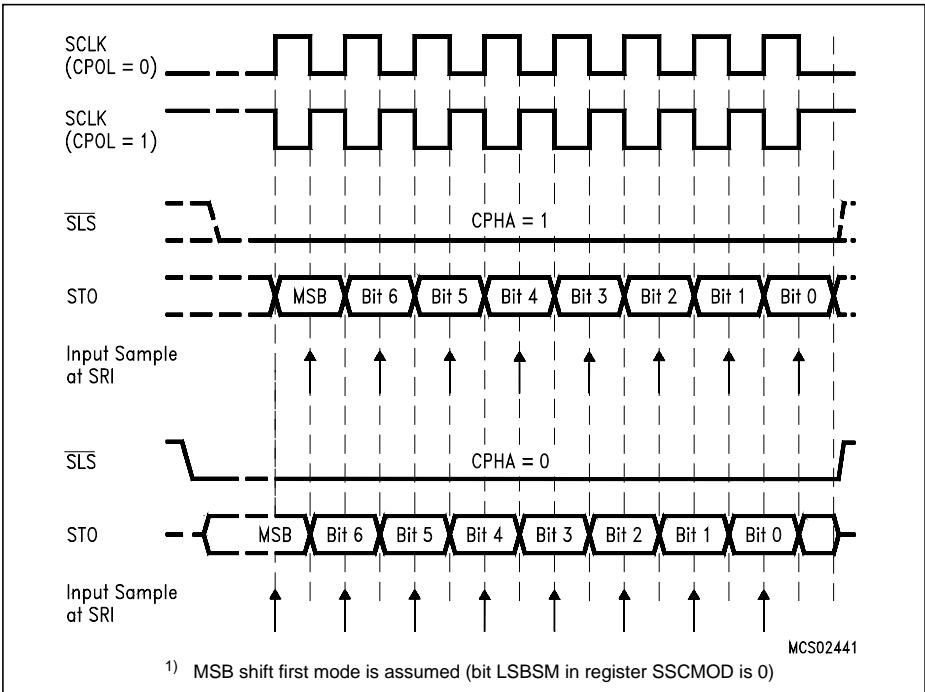 SCLK
(CPOL = 0)
SCLK
(CPOL = 1)
SLS
CPHA = 1
STO
MSB Bit 6 Bit 5 Bit 4 Bit 3 Bit 2 Bit 1 Bit 0
Input Sample
at SRI
SLS
CPHA = 0
STO
MSB Bit 6 Bit 5 Bit 4 Bit 3 Bit 2 Bit 1 Bit 0
Input Sample
at SRI
MCS02441
1) MSB shift first mode is assumed (bit LSBSM in register SSCMOD is 0)